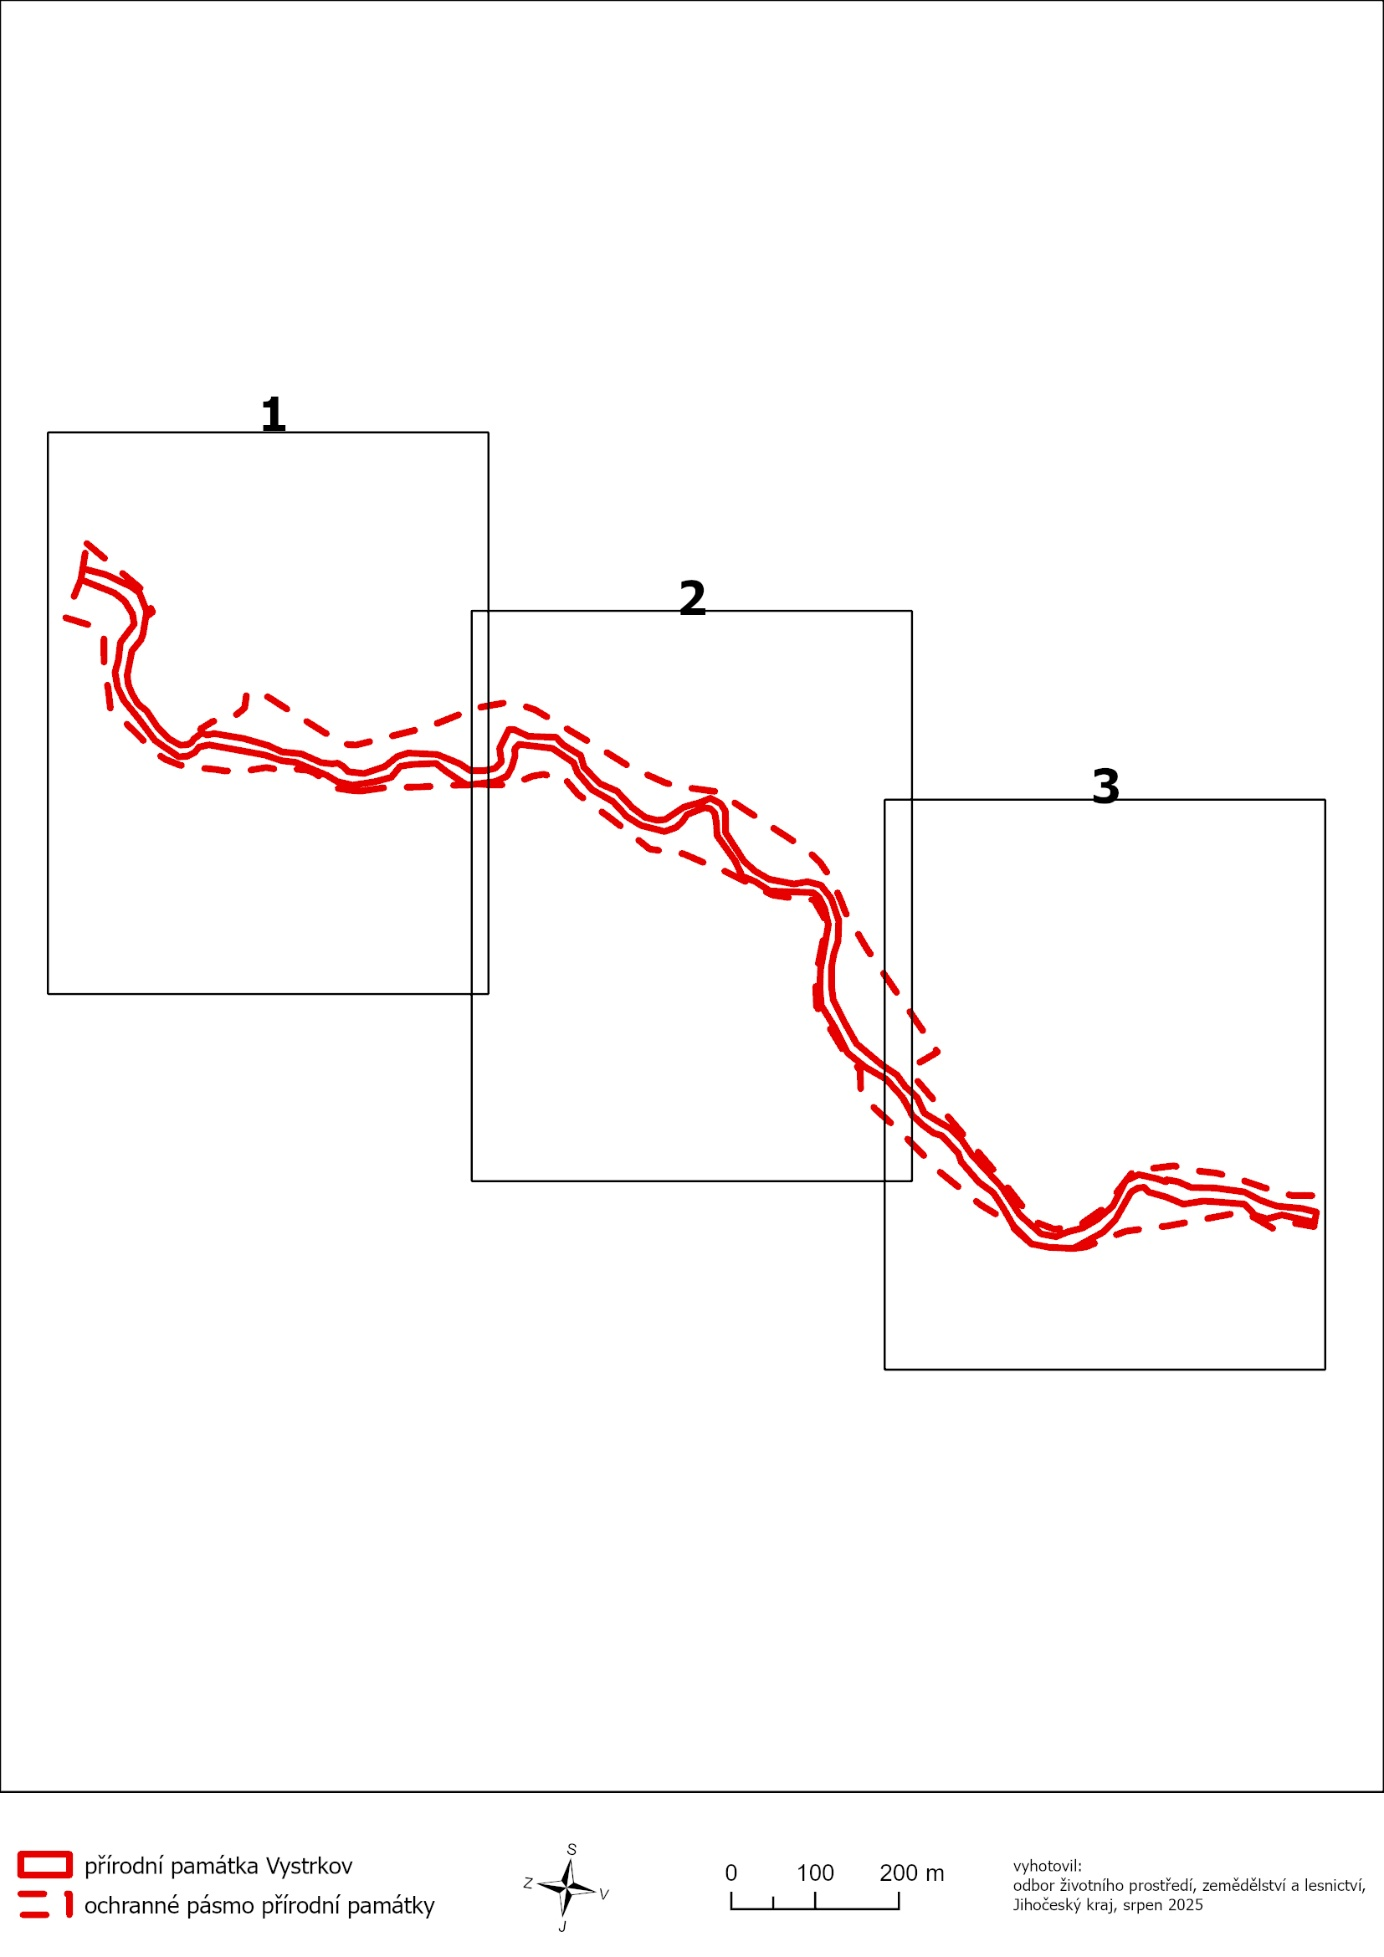 1
2
3
přírodní památka Vystrkov
ochranné pásmo přírodní památky
S
Z
V
J
0 100 200 m
vyhotovil:
odbor životního prostředí, zemědělství a lesnictví,
Jihočeský kraj, srpen 2025